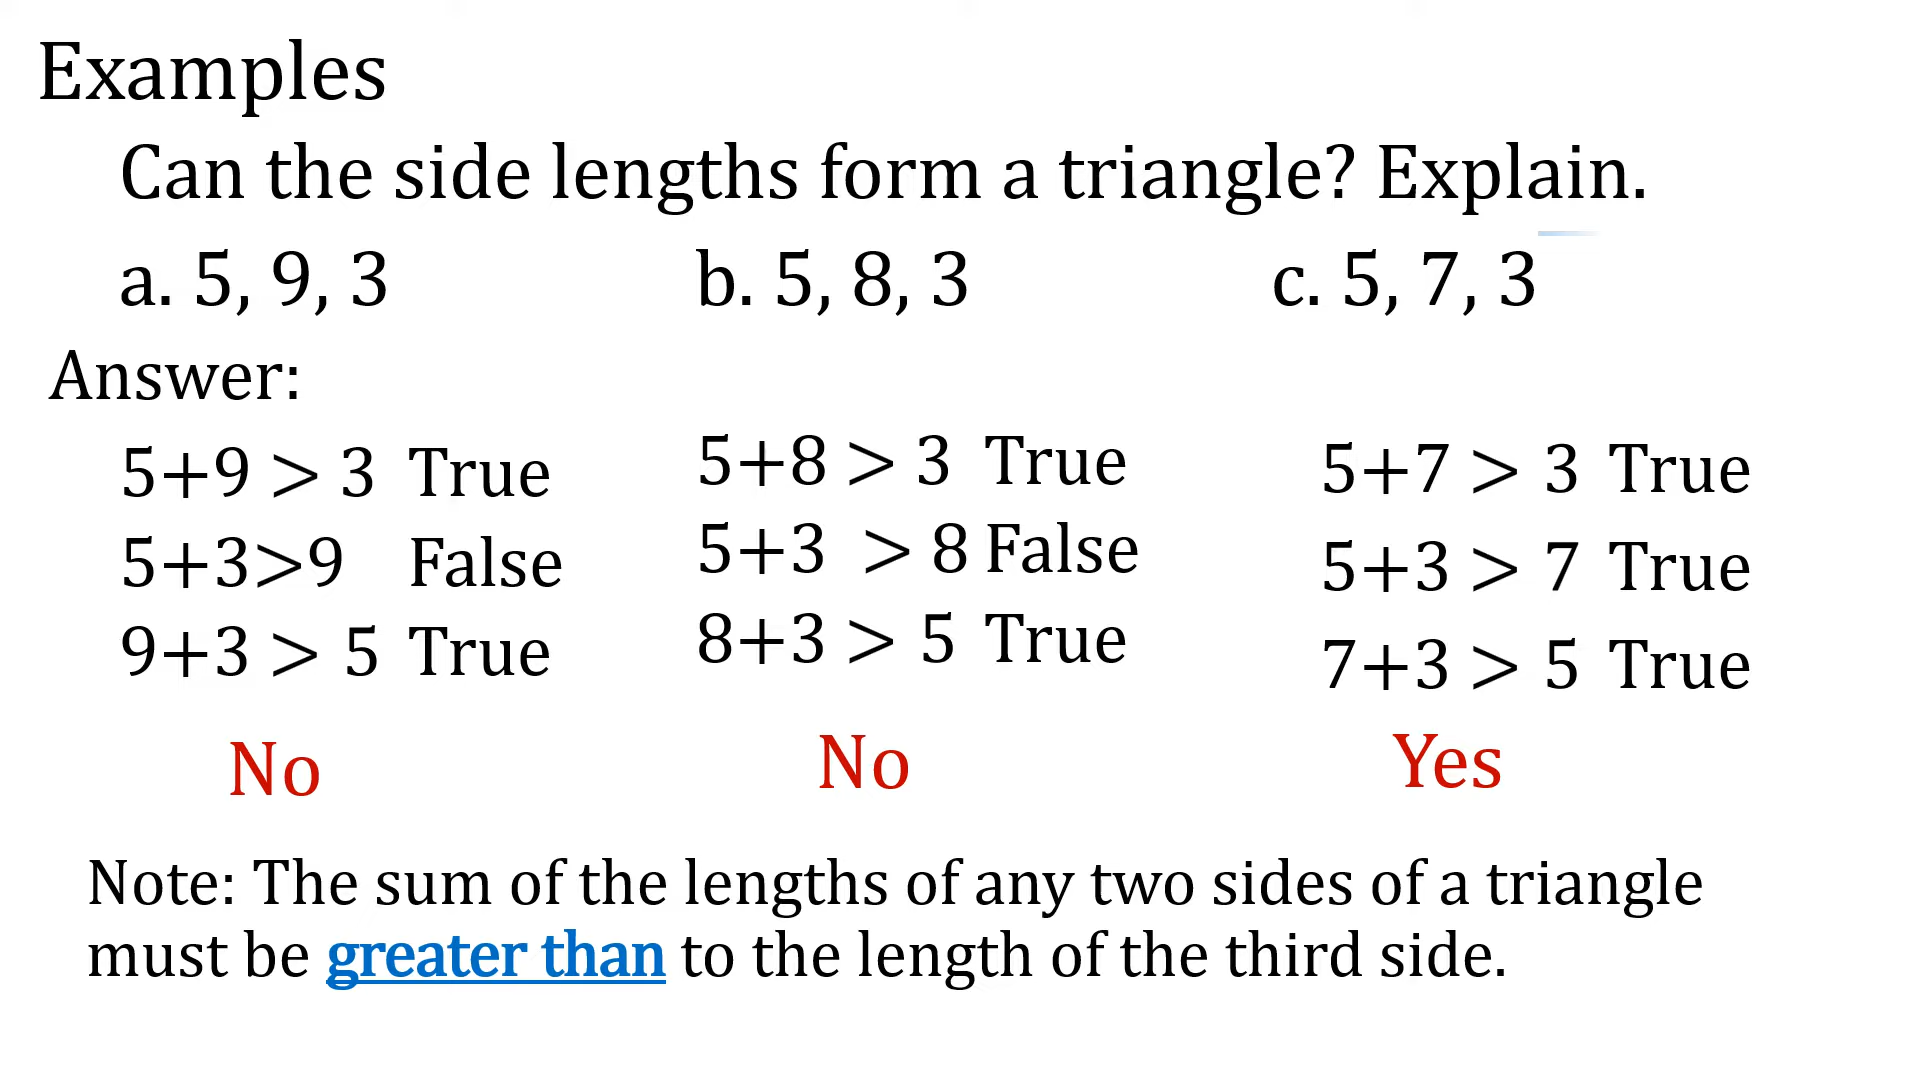 Examples
Can the side lengths form a triangle? Explain.
a. 5, 9, 3 b. 5, 8, 3 c. 5, 7, 3
Answer:
5+9 > 3 True 5+8 > 3 True 5+7 > 3 True
5+3>9 False 5+3 > 8 False 5+3 > 7 True
9+3 > 5 True 8+3 > 5 True 7+3 > 5 True
No No Yes
Note: The sum of the lengths of any two sides of a triangle
must be greater than to the length of the third side.